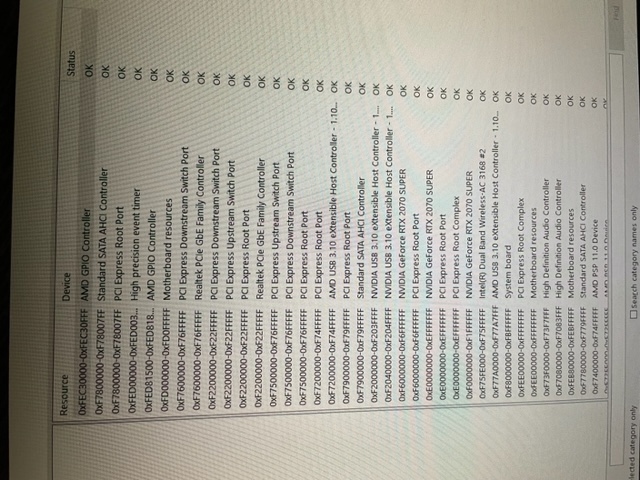 Resource Device Status
0xFEC30000-0xFEC30FFF AMD GPIO Controller OK
0xF7800000-0xF78007FF Standard SATA AHCI Controller OK
0xF7800000-0xF78007FF PCI Express Root Port OK
0xFED00000-0xFED003... High precision event timer OK
0xFED81500-0xFED818... AMD GPIO Controller OK
0xFD000000-0xFD0FFFFF Motherboard resources OK
0xF7600000-0xF76FFFFF PCI Express Downstream Switch Port OK
0xF7600000-0xF76FFFFF Realtek PCIe GbE Family Controller OK
0xF2200000-0xF22FFFFF PCI Express Downstream Switch Port OK
0xF2200000-0xF22FFFFF PCI Express Upstream Switch Port OK
0xF2200000-0xF22FFFFF PCI Express Root Port OK
0xF2200000-0xF22FFFFF Realtek PCIe GbE Family Controller OK
0xF7500000-0xF76FFFFF PCI Express Upstream Switch Port OK
0xF7500000-0xF76FFFFF PCI Express Downstream Switch Port OK
0xF7500000-0xF76FFFFF PCI Express Root Port OK
0xF7200000-0xF74FFFFF PCI Express Root Port OK
0xF7200000-0xF74FFFFF AMD USB 3.10 eXtensible Host Controller - 1.10... OK
0xF7900000-0xF79FFFFF PCI Express Root Port OK
0xF7900000-0xF79FFFFF Standard SATA AHCI Controller OK
0xF2000000-0xF203FFFF NVIDIA USB 3.10 eXtensible Host Controller - 1.... OK
0xF2040000-0xF204FFFF NVIDIA USB 3.10 eXtensible Host Controller - 1.... OK
0xF6000000-0xF6FFFFFF NVIDIA GeForce RTX 2070 SUPER OK
0xF6000000-0xF6FFFFFF PCI Express Root Port OK
0xE0000000-0xEFFFFFFF NVIDIA GeForce RTX 2070 SUPER OK
0xE0000000-0xEFFFFFFF PCI Express Root Port OK
0xE0000000-0xEFFFFFFF PCI Express Root Complex OK
0xF0000000-0xF1FFFFFF NVIDIA GeForce RTX 2070 SUPER OK
0xF75FE000-0xF75FFFFF Intel(R) Dual Band Wireless-AC 3168 #2 OK
0xF77A0000-0xF77A7FFF AMD USB 3.10 eXtensible Host Controller - 1.10... OK
0xF8000000-0xFBFFFFFF System board OK
0xFEE00000-0xFFFFFFFF PCI Express Root Complex OK
0xFEE00000-0xFFFFFFFF Motherboard resources OK
0xF73F0000-0xF73F7FFF High Definition Audio Controller OK
0xF7080000-0xF7083FFF High Definition Audio Controller OK
0xFEB80000-0xFEBFFFFF Motherboard resources OK
0xF7780000-0xF779FFFF Standard SATA AHCI Controller OK
0xF7400000-0xF74FFFFF AMD PSP 11.0 Device OK
AMD PSP 11.0 Device OK
Find
lected category only Search category names only